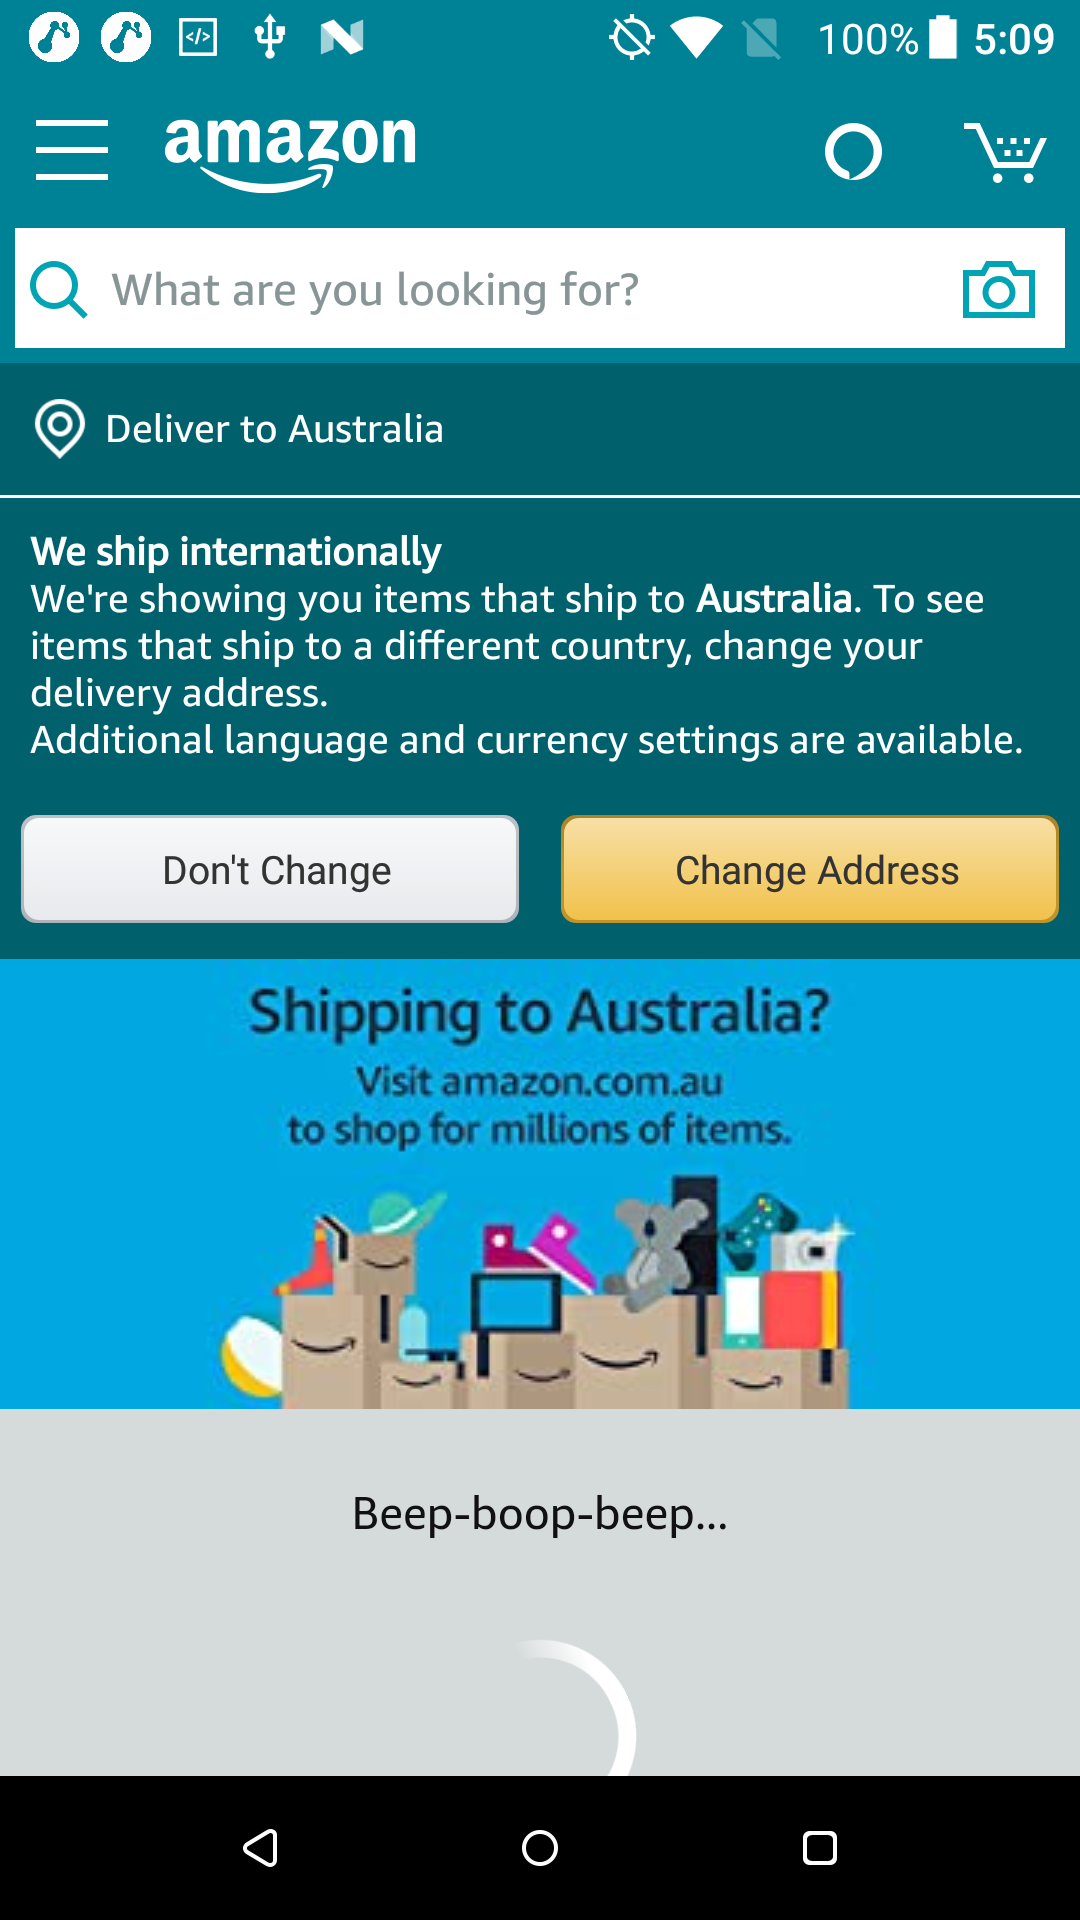 100% 5:09
amazon
What are you looking for?
Deliver to Australia
We ship internationally
We're showing you items that ship to Australia. To see
items that ship to a different country, change your
delivery address.
Additional language and currency settings are available.
Don't Change
Change Address
Shipping to Australia?
Visit amazon.com.au
to shop for millions of items.
Beep-boop-beep...